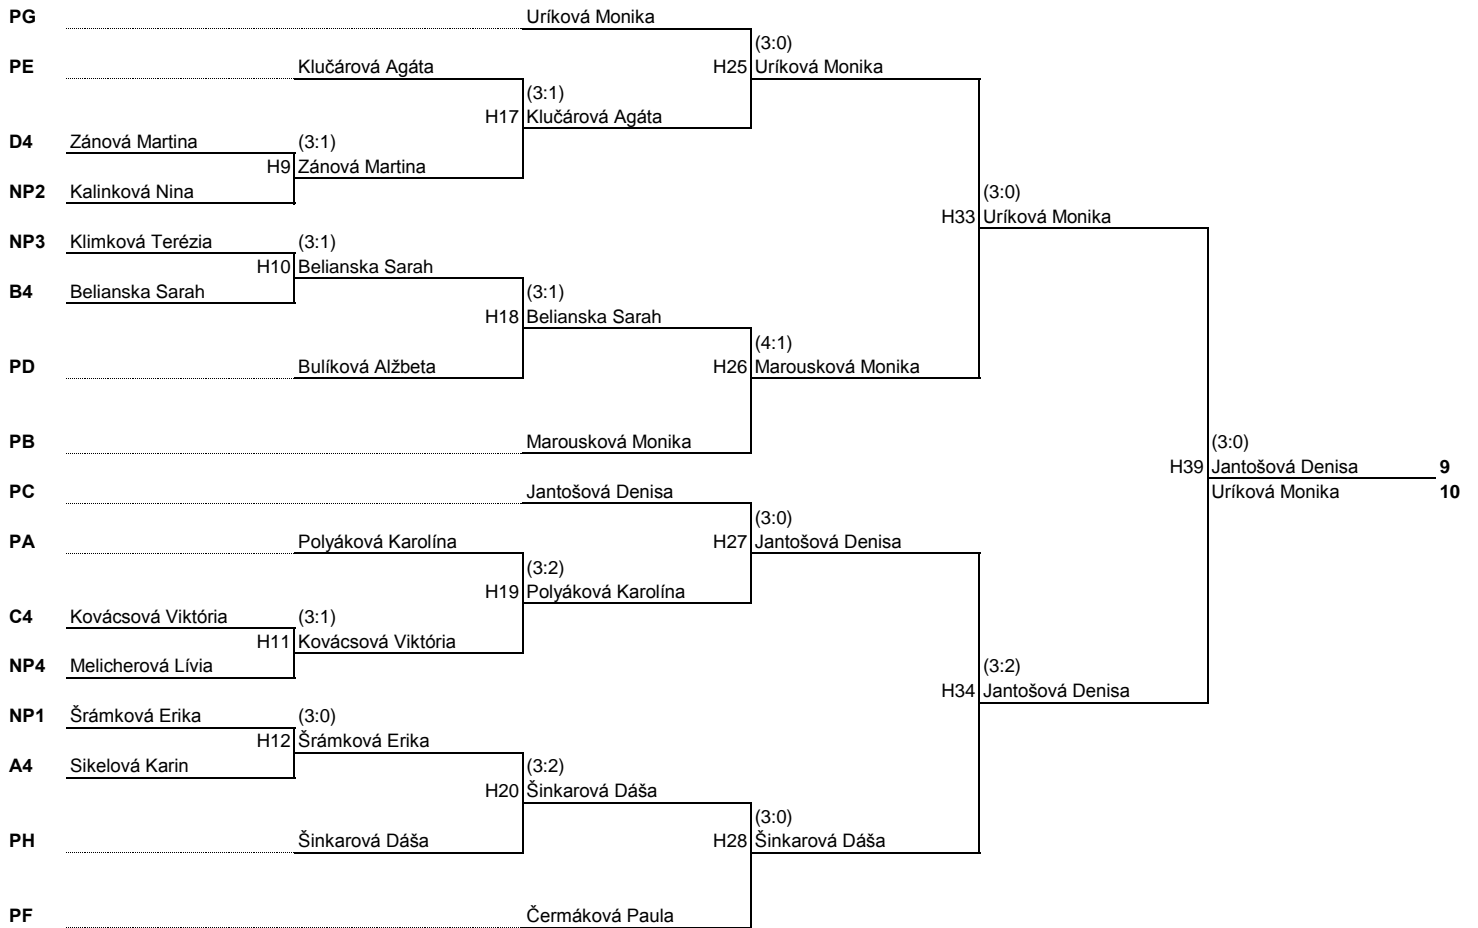 PG Uríková Monika
(3:0)
PE Klučárová Agáta H25 Uríková Monika
(3:1)
H17 Klučárová Agáta
D4 Zánová Martina (3:1)
H9 Zánová Martina
NP2 Kalinková Nina (3:0)
H33 Uríková Monika
NP3 Klimková Terézia (3:1)
H10 Belianska Sarah
B4 Belianska Sarah (3:1)
H18 Belianska Sarah
(4:1)
PD Bulíková Alžbeta H26 Marousková Monika
PB Marousková Monika (3:0)
H39 Jantošová Denisa 9
PC Jantošová Denisa Uríková Monika 10
(3:0)
PA Polyáková Karolína H27 Jantošová Denisa
(3:2)
H19 Polyáková Karolína
C4 Kovácsová Viktória (3:1)
H11 Kovácsová Viktória
NP4 Melicherová Lívia (3:2)
H34 Jantošová Denisa
NP1 Šrámková Erika (3:0)
H12 Šrámková Erika
A4 Sikelová Karin (3:2)
H20 Šinkarová Dáša
(3:0)
PH Šinkarová Dáša H28 Šinkarová Dáša
PF Čermáková Paula